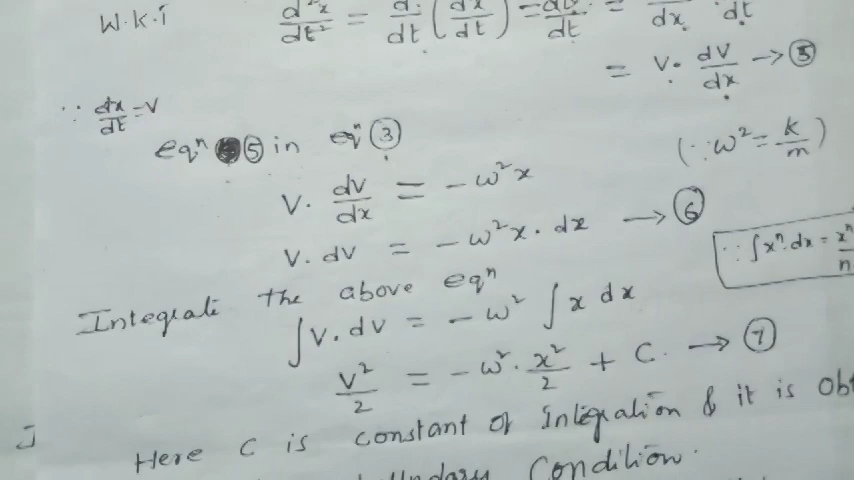 W.k.i d²x/dt² = d/dt (dx/dt) = dv/dt = dx dt
= v. dv/dx → ⑤
∵ dx/dt = v
eqⁿ ⑤ in eqⁿ ③
(∵ ω² = k/m)
v. dv/dx = -ω²x
v. dv = -ω²x. dx → ⑥
∵ ∫xⁿ. dx = xⁿ/n
Integrate the above eqⁿ
∫v. dv = -ω² ∫x dx
v²/2 = -ω². x²/2 + C. → ⑦
Here C is constant of Integration & it is
Condition.